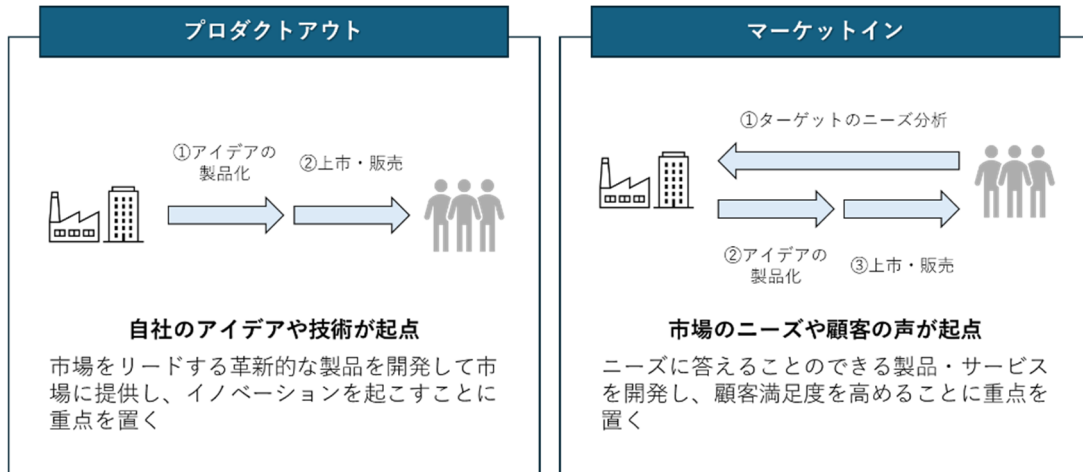 プロダクトアウト
①アイデアの
製品化
②上市・販売
自社のアイデアや技術が起点
市場をリードする革新的な製品を開発して市
場に提供し、イノベーションを起こすことに
重点を置く
マーケットイン
①ターゲットのニーズ分析
②アイデアの
製品化
③上市・販売
市場のニーズや顧客の声が起点
ニーズに答えることのできる製品・サービス
を開発し、顧客満足度を高めることに重点を
置く